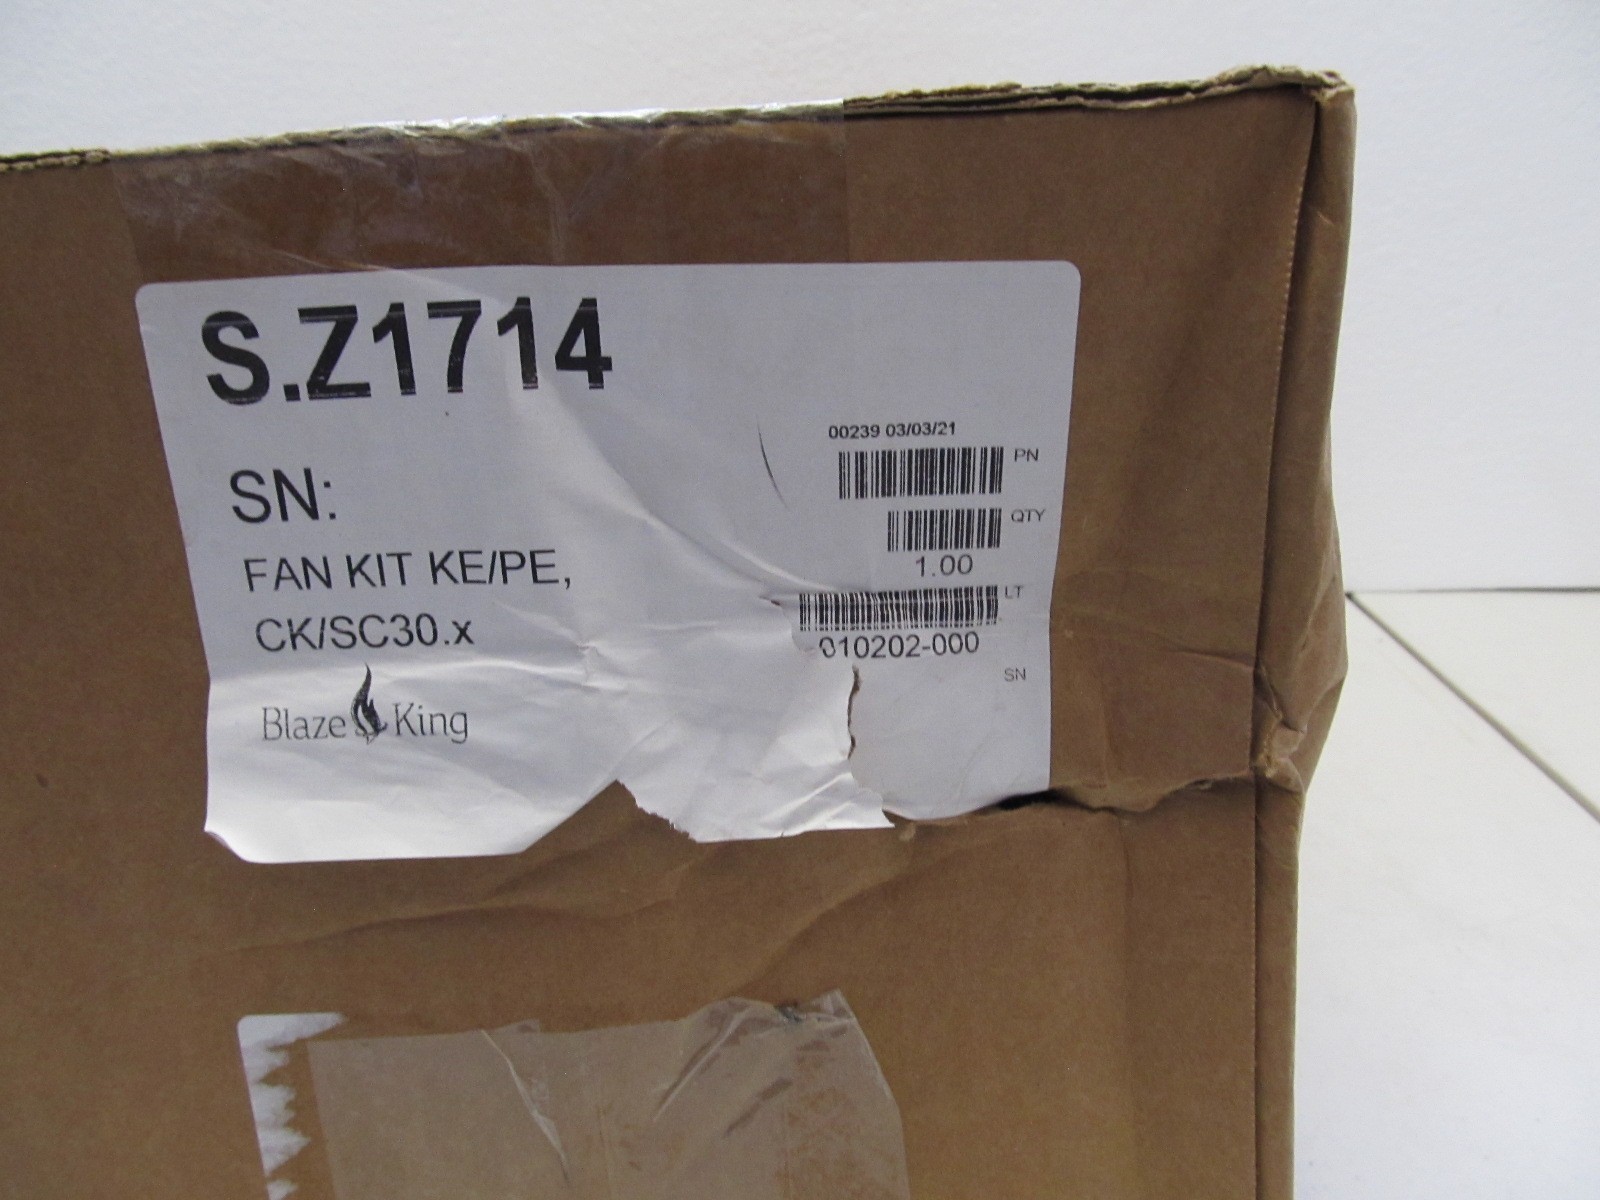 S.Z1714
SN:
FAN KIT KE/PE,
CK/SC30.x
Blaze King
00239 03/03/21
PN
QTY
1.00
LT
010202-000
SN